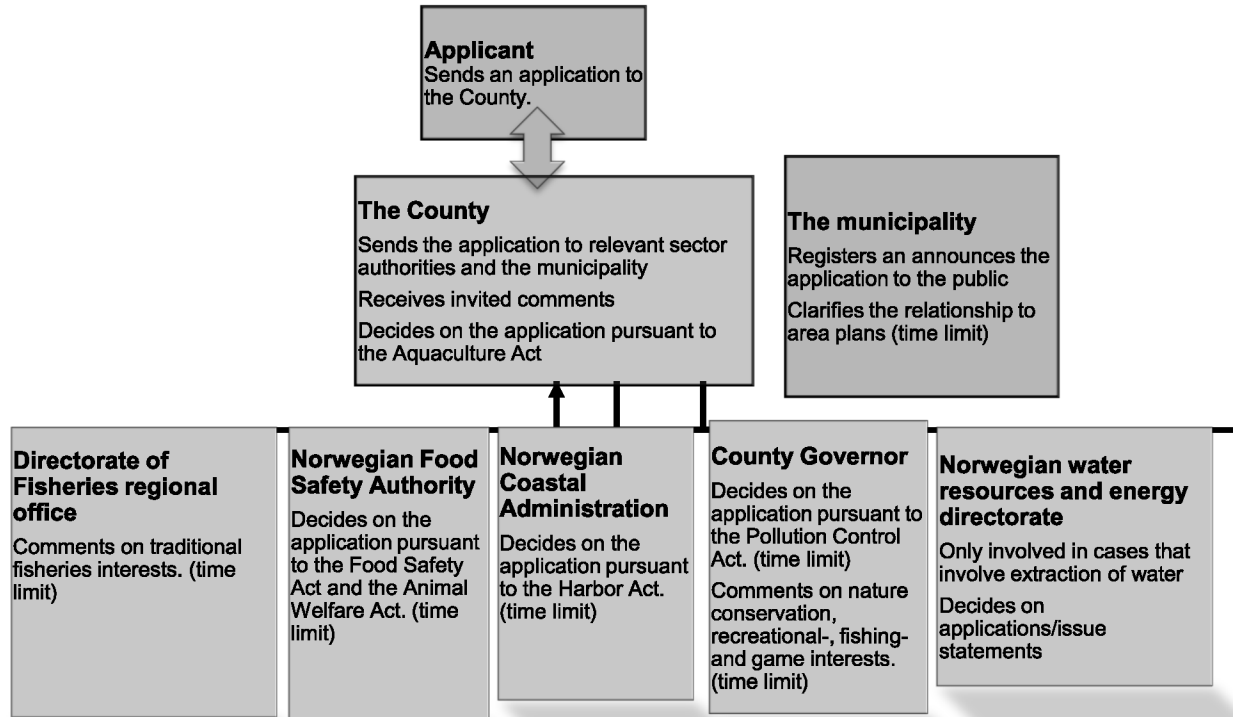 Applicant
Sends an application to
the County.
The County
Sends the application to relevant sector
authorities and the municipality
Receives invited comments
Decides on the application pursuant to
the Aquaculture Act
The municipality
Registers an announces the
application to the public
Clarifies the relationship to
area plans (time limit)
Directorate of
Fisheries regional
office
Comments on traditional
fisheries interests. (time
limit)
Norwegian Food
Safety Authority
Decides on the
application pursuant
to the Food Safety
Act and the Animal
Welfare Act. (time
limit)
Norwegian
Coastal
Administration
Decides on the
application pursuant
to the Harbor Act.
(time limit)
County Governor
Decides on the
application pursuant to
the Pollution Control
Act. (time limit)
Comments on nature
conservation,
recreational-, fishing-
and game interests.
(time limit)
Norwegian water
resources and energy
directorate
Only involved in cases that
involve extraction of water
Decides on
applications/issue
statements